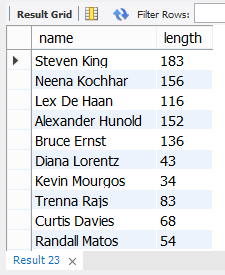 Result Grid Filter Rows:
name length
Steven King 183
Neena Kochhar 156
Lex De Haan 116
Alexander Hunold 152
Bruce Ernst 136
Diana Lorentz 43
Kevin Mourgos 34
Trenna Rajs 83
Curtis Davies 68
Randall Matos 54
Result 23 ×